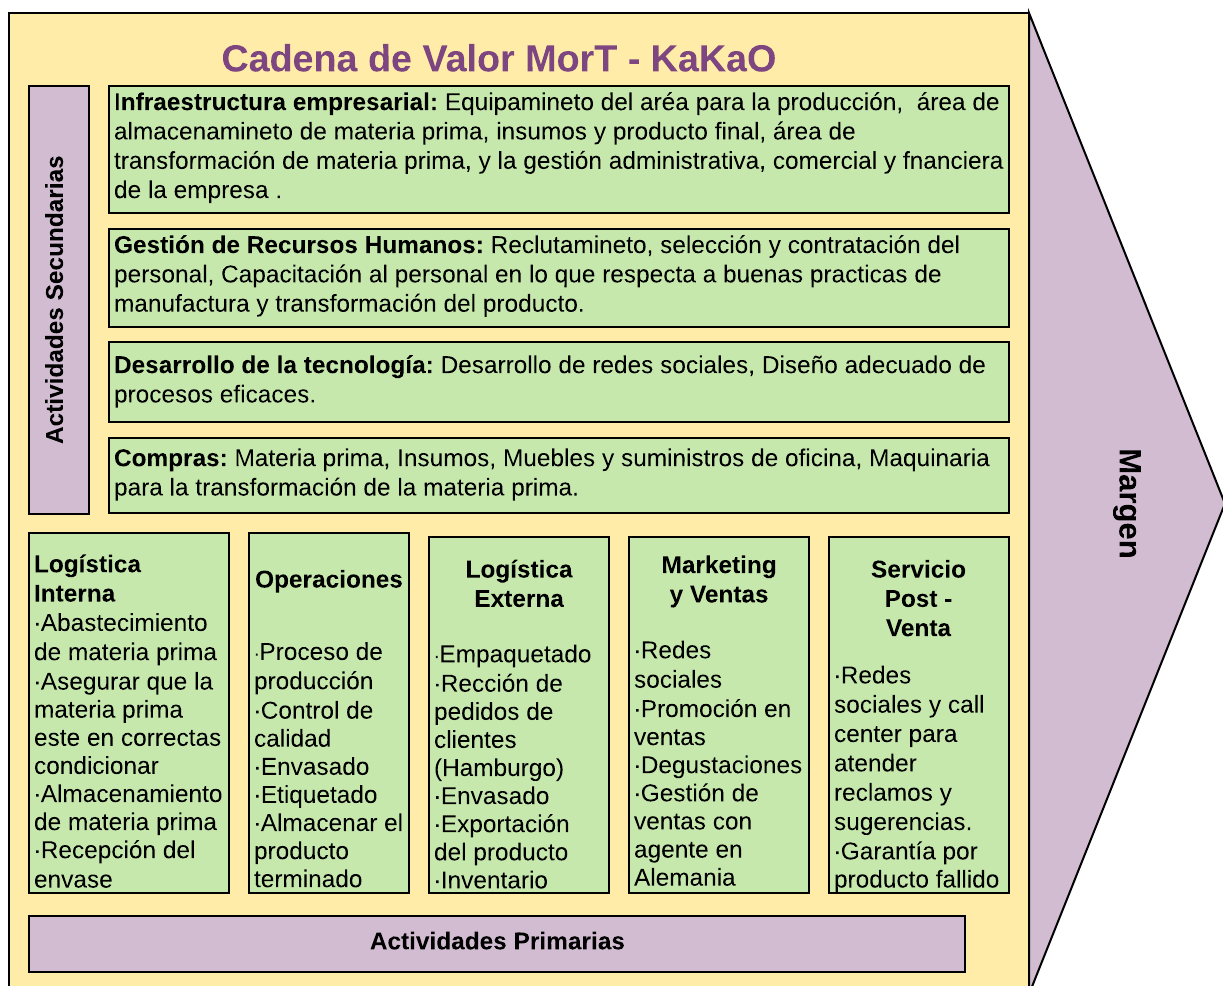 Cadena de Valor MorT - KaKaO
Actividades Secundarias
Infraestructura empresarial: Equipamineto del aréa para la producción,  área de
almacenamineto de materia prima, insumos y producto final, área de
transformación de materia prima, y la gestión administrativa, comercial y fnanciera
de la empresa .
Gestión de Recursos Humanos: Reclutamineto, selección y contratación del
personal, Capacitación al personal en lo que respecta a buenas practicas de
manufactura y transformación del producto.
Desarrollo de la tecnología: Desarrollo de redes sociales, Diseño adecuado de
procesos eficaces.
Compras: Materia prima, Insumos, Muebles y suministros de oficina, Maquinaria
para la transformación de la materia prima.
Margen
Logística
Interna
·Abastecimiento
de materia prima
·Asegurar que la
materia prima
este en correctas
condicionar
·Almacenamiento
de materia prima
·Recepción del
envase
Operaciones
·Proceso de
producción
·Control de
calidad
·Envasado
·Etiquetado
·Almacenar el
producto
terminado
Logística
Externa
·Empaquetado
·Rección de
pedidos de
clientes
(Hamburgo)
·Envasado
·Exportación
del producto
·Inventario
Marketing
y Ventas
·Redes
sociales
·Promoción en
ventas
·Degustaciones
·Gestión de
ventas con
agente en
Alemania
Servicio
Post -
Venta
·Redes
sociales y call
center para
atender
reclamos y
sugerencias.
·Garantía por
producto fallido
Actividades Primarias